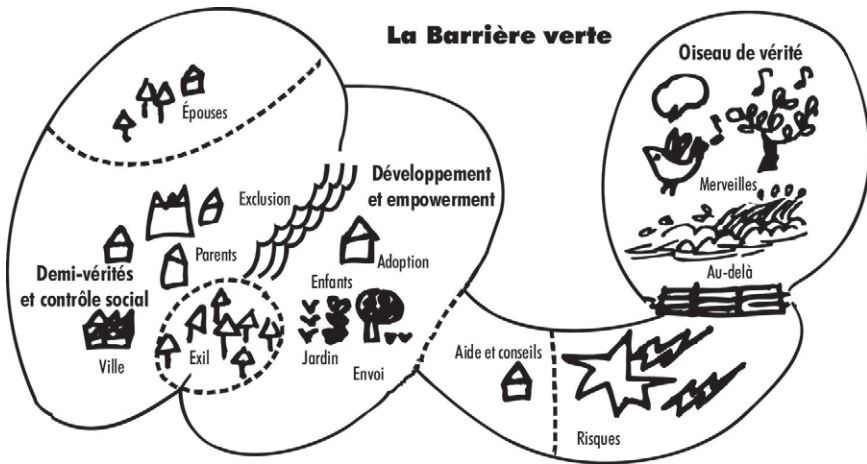 La Barrière verte
Épouses
Exclusion
Parents
Demi-vérités
et contrôle social
Ville
Exil
Développement
et empowerment
Adoption
Enfants
Jardin
Envoi
Aide et conseils
Risques
Oiseau de vérité
Merveilles
Au-delà